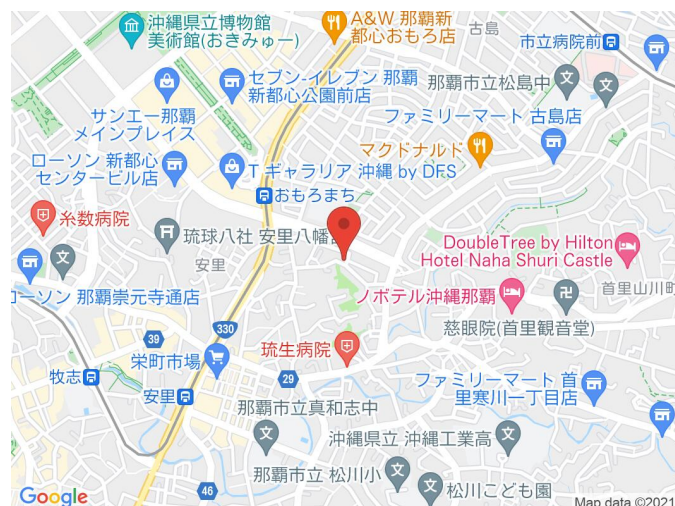 沖縄県立博物館
美術館(おきみゅー)
A&W 那覇新
都心おもろ店
古島
市立病院前
セブン-イレブン 那覇
新都心公園前店
那覇市立松島中
サンエー那覇
メインプレイス
ファミリーマート 古島店
マクドナルド
ローソン 新都心
センタービル店
T ギャラリア 沖縄 by DFS
おもろまち
糸数病院
琉球八社 安里八幡宮
安里
DoubleTree by Hilton
Hotel Naha Shuri Castle
ローソン 那覇崇元寺通店
ノボテル沖縄那覇
首里山川町
慈眼院(首里観音堂)
330
39
栄町市場
琉生病院
牧志
29
安里
ファミリーマート 首
里寒川一丁目店
那覇市立真和志中
沖縄県立 沖縄工業高
那覇市立 松川小
松川こども園
46
Google
Map data ©2021